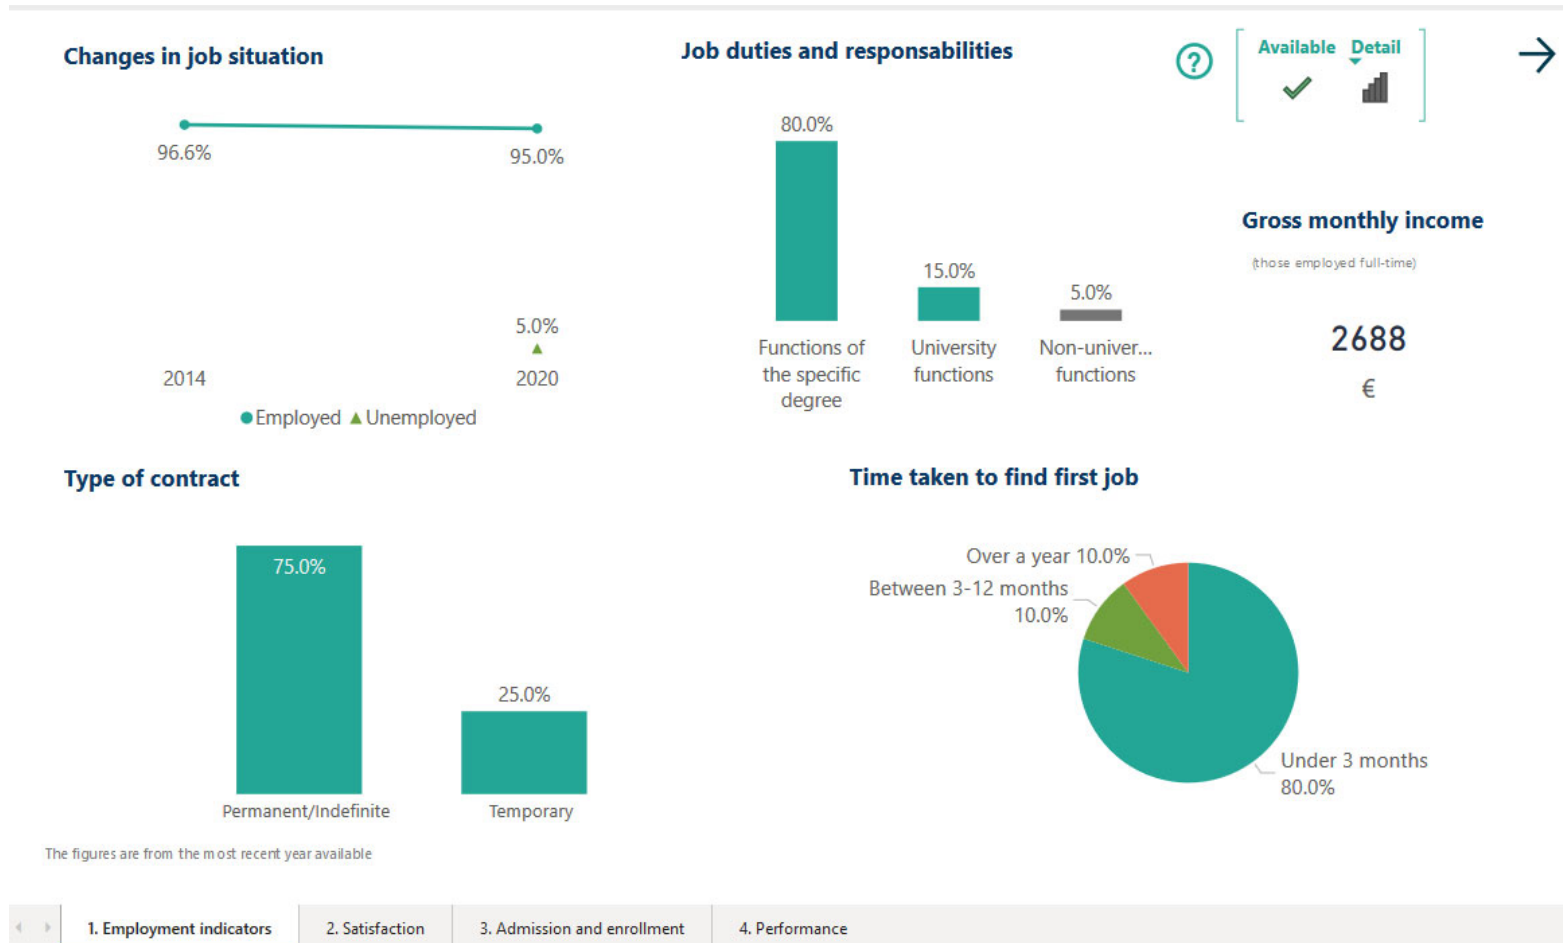 Changes in job situation
96.6%
95.0%
5.0%
2014
2020
Employed Unemployed
Job duties and responsabilities
80.0%
15.0%
5.0%
Functions of
the specific
degree
University
functions
Non-univer...
functions
?
Available Detail
Gross monthly income
(those employed full-time)
2688
€
Type of contract
75.0%
25.0%
Permanent/Indefinite
Temporary
The figures are from the most recent year available
Time taken to find first job
Over a year 10.0%
Between 3-12 months
10.0%
Under 3 months
80.0%
1. Employment indicators
2. Satisfaction
3. Admission and enrollment
4. Performance